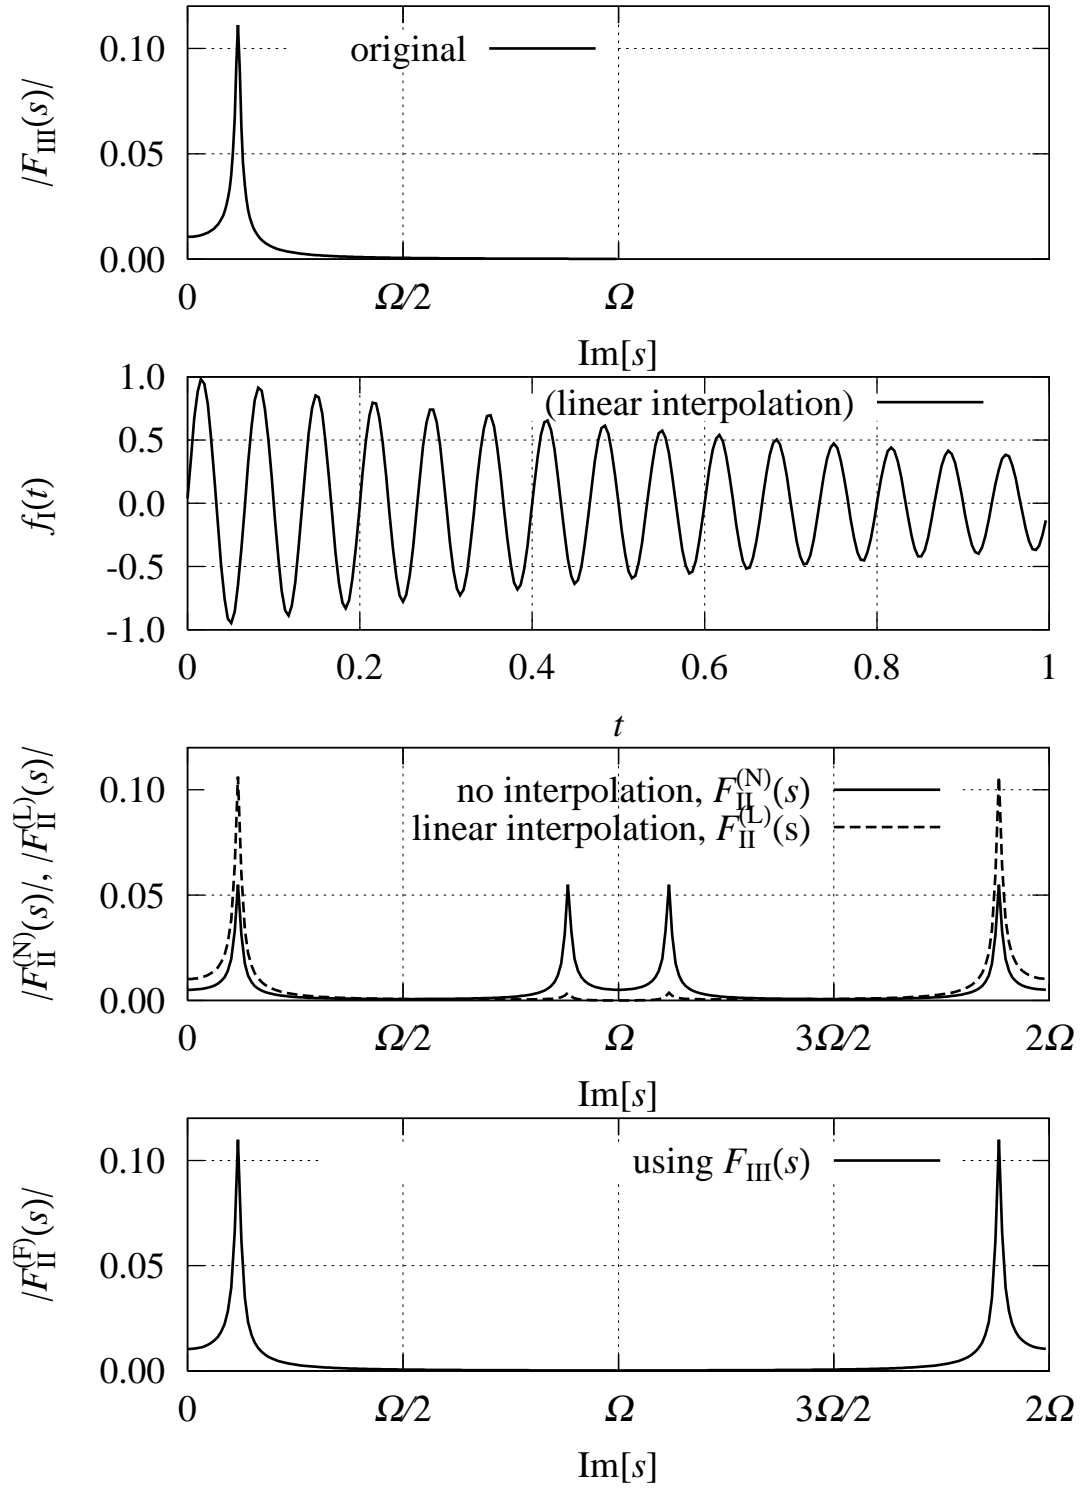 |F_III(s)|
0.10
0.05
0.00
original
0 Ω/2 Ω
Im[s]
f_I(t)
1.0
0.5
0.0
-0.5
-1.0
(linear interpolation)
0 0.2 0.4 0.6 0.8 1
t
|F_II^(N)(s)|, |F_II^(L)(s)|
0.10
0.05
0.00
no interpolation, F_II^(N)(s)
linear interpolation, F_II^(L)(s)
0 Ω/2 Ω 3Ω/2 2Ω
Im[s]
|F_II^(F)(s)|
0.10
0.05
0.00
using F_III(s)
0 Ω/2 Ω 3Ω/2 2Ω
Im[s]